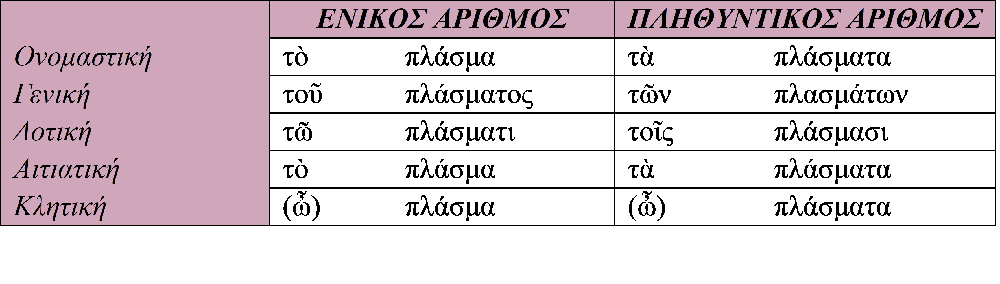 ΕΝΙΚΟΣ ΑΡΙΘΜΟΣ ΠΛΗΘΥΝΤΙΚΟΣ ΑΡΙΘΜΟΣ
Ονομαστική τὸ πλάσμα τὰ πλάσματα
Γενική τοῦ πλάσματος τῶν πλασμάτων
Δοτική τῶ πλάσματι τοῖς πλάσμασι
Αιτιατική τὸ πλάσμα τὰ πλάσματα
Κλητική (ὦ) πλάσμα (ὦ) πλάσματα